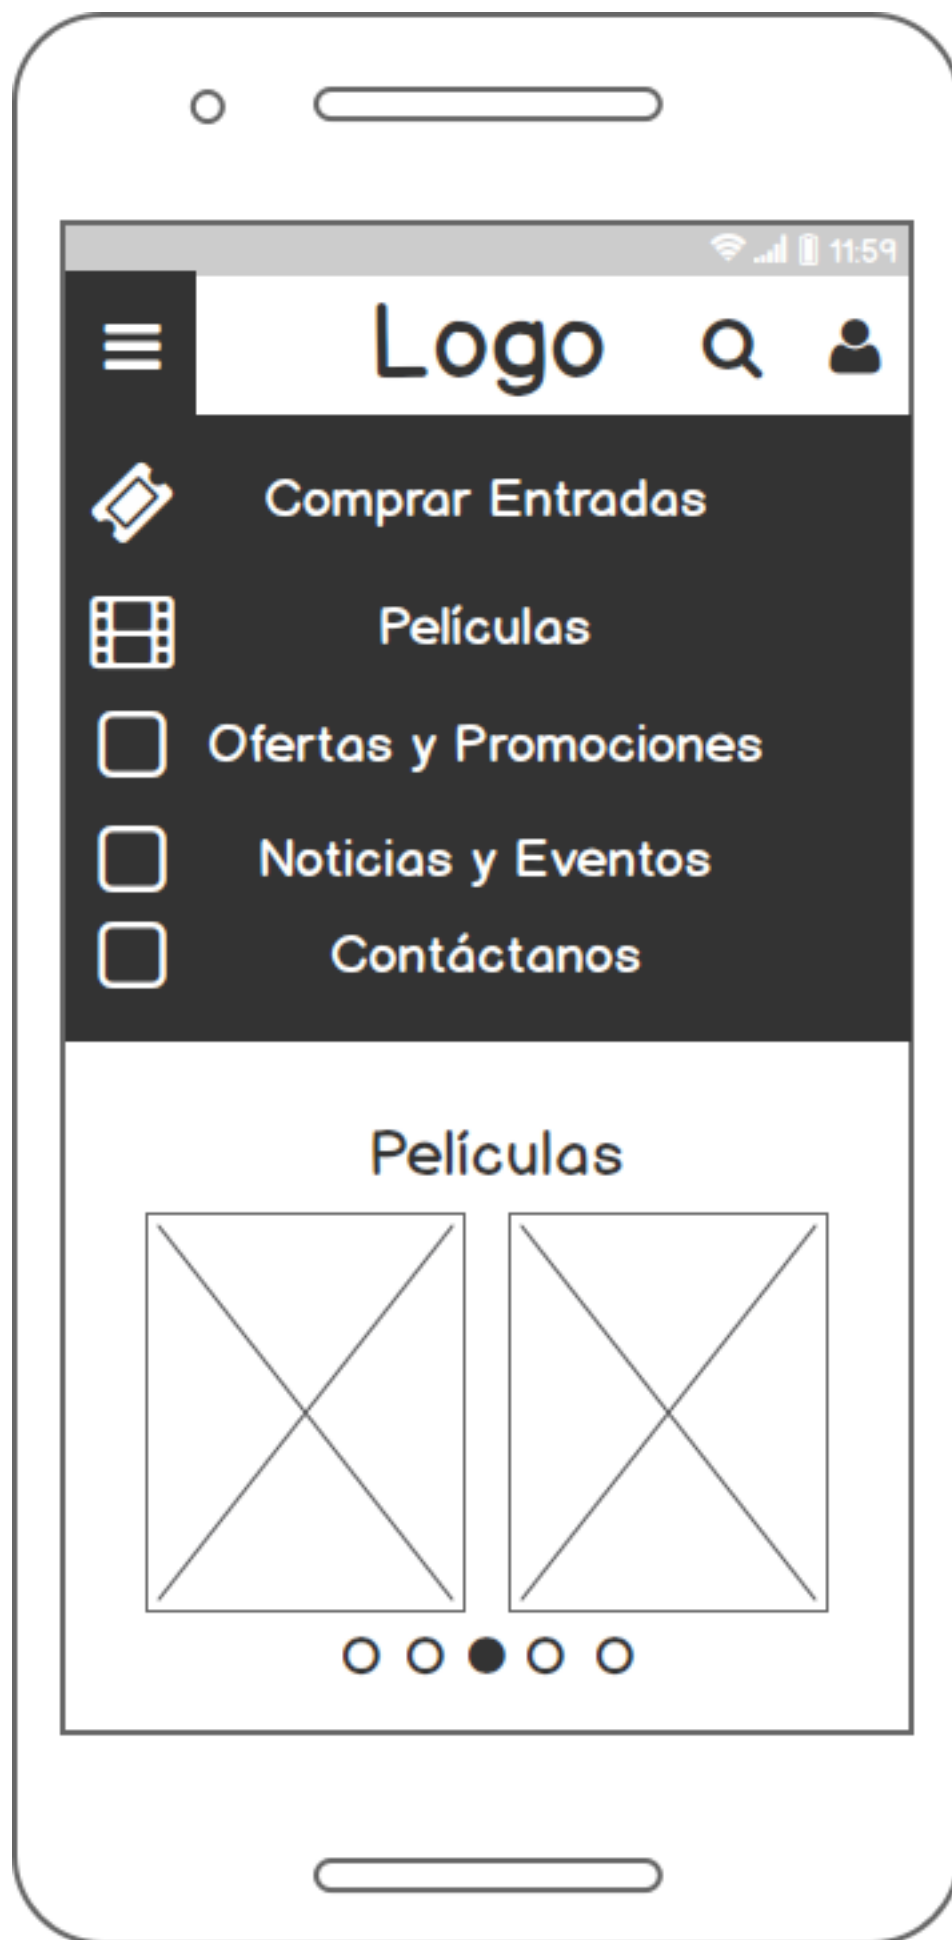 11:59
Logo
Comprar Entradas
Películas
Ofertas y Promociones
Noticias y Eventos
Contáctanos
Películas